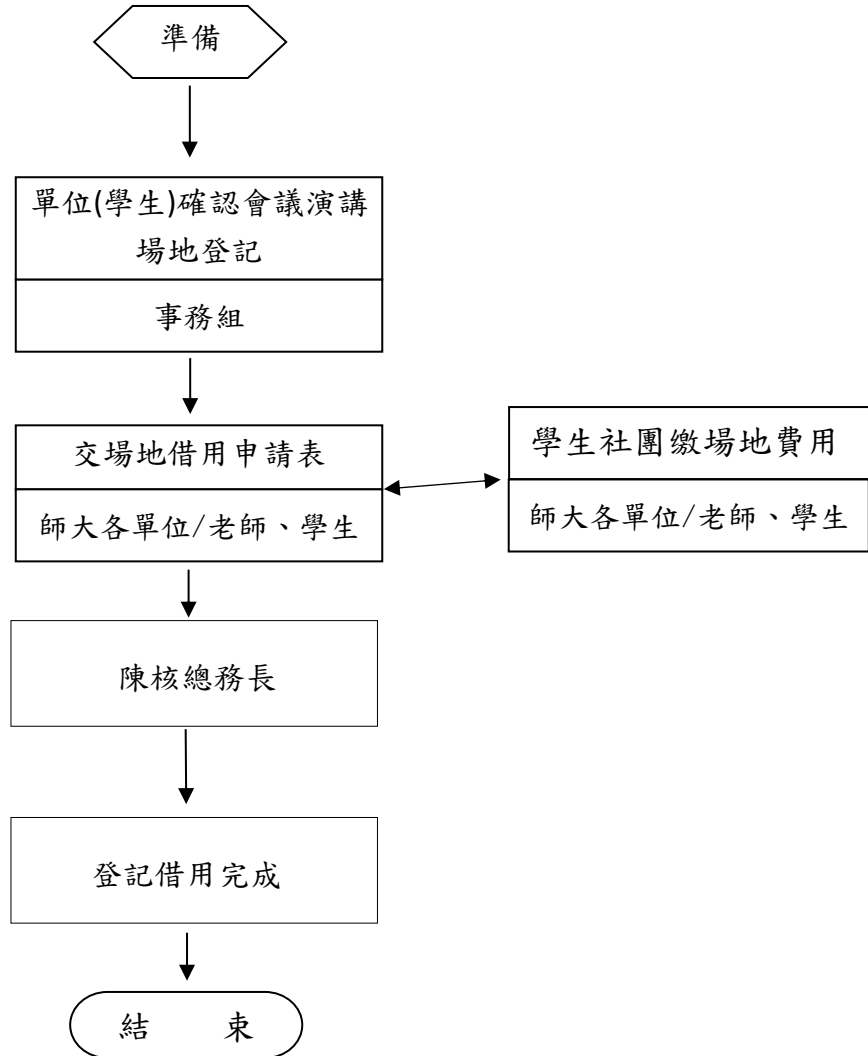 準備
單位(學生)確認會議演講
場地登記
事務組
交場地借用申請表
師大各單位/老師、學生
學生社團繳場地費用
師大各單位/老師、學生
陳核總務長
登記借用完成
結 束